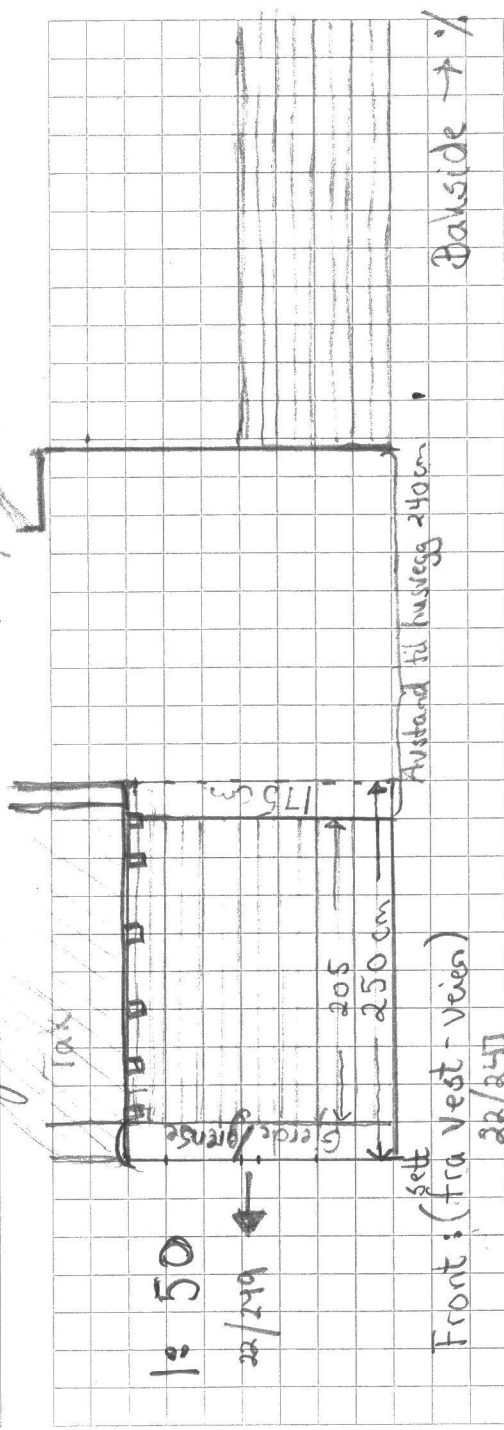 Tak
1:50
22/249
Gerde/grense
175 cm
205
250 cm
Avstand til husvegg 240 cm
Front: (sett fra vest - veien)
22/247
Bakside → %